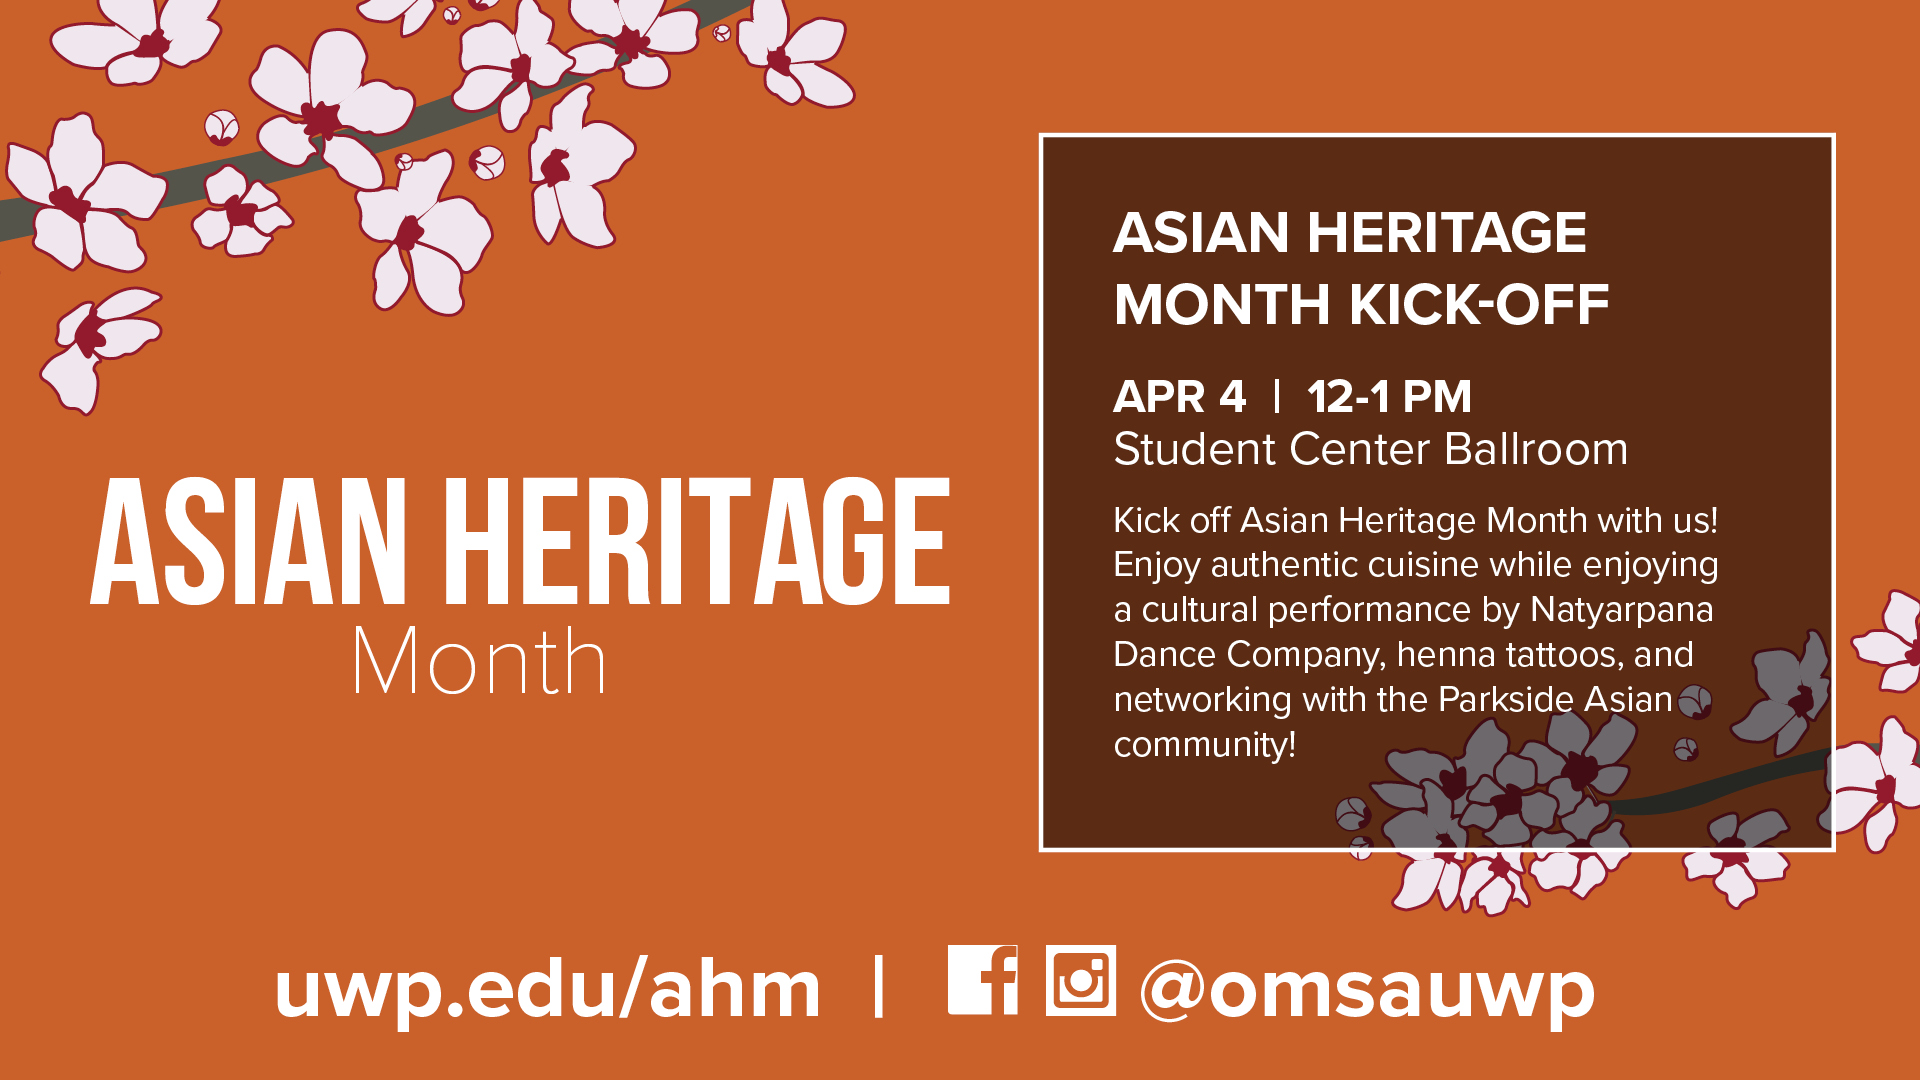 ASIAN HERITAGE
Month
ASIAN HERITAGE
MONTH KICK-OFF
APR 4 | 12-1 PM
Student Center Ballroom
Kick off Asian Heritage Month with us!
Enjoy authentic cuisine while enjoying
a cultural performance by Natyarpana
Dance Company, henna tattoos, and
networking with the Parkside Asian
community!
uwp.edu/ahm | @omsauwp